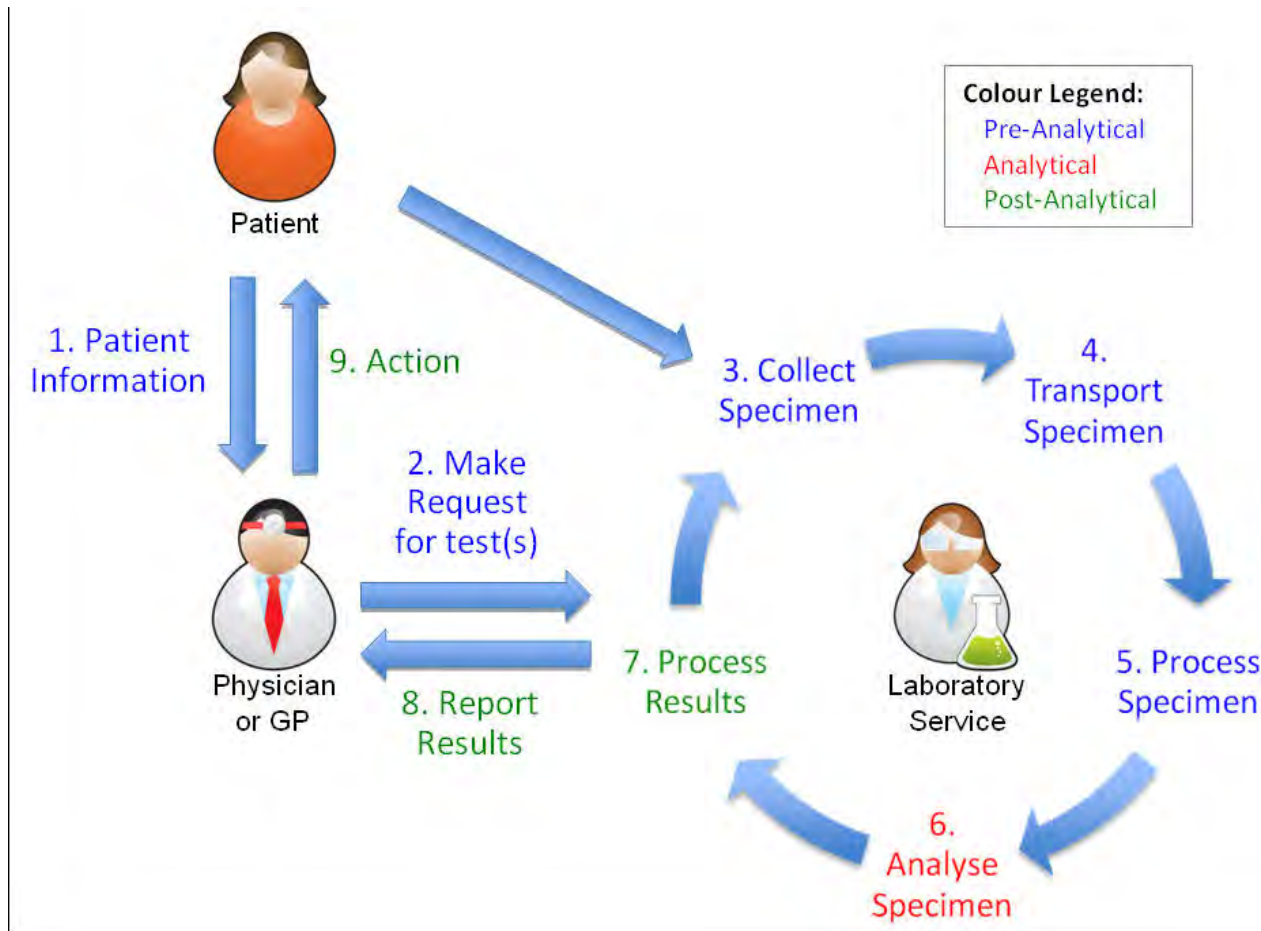 Colour Legend:
Pre-Analytical
Analytical
Post-Analytical
Patient
1. Patient
Information
9. Action
3. Collect
Specimen
4.
Transport
Specimen
2. Make
Request
for test(s)
Physician
or GP
8. Report
Results
7. Process
Results
Laboratory
Service
5. Process
Specimen
6.
Analyse
Specimen